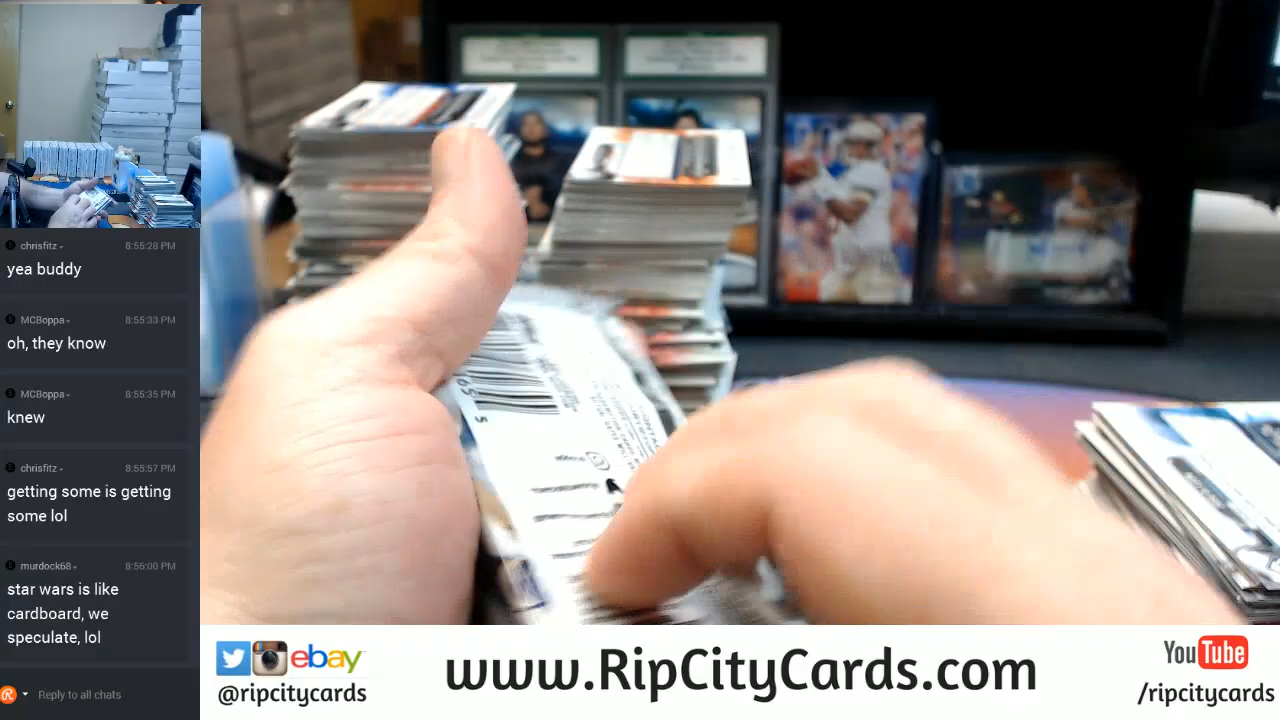 chrisfitz
8:55:28 PM
yea buddy
MCBoppa
8:55:33 PM
oh, they know
MCBoppa
8:55:35 PM
knew
chrisfitz
8:55:57 PM
getting some is getting
some lol
murdock68
8:56:00 PM
star wars is like
cardboard, we
speculate, lol
Reply to all chats
ebay
@ripcitycards
www.RipCityCards.com
YouTube
/ripcitycards